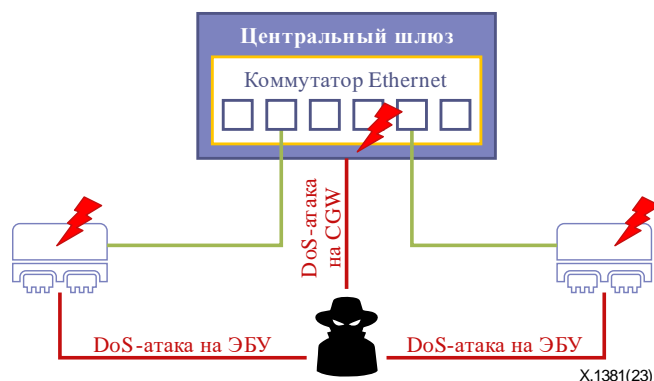 Центральный шлюз
Коммутатор Ethernet
DoS-атака
на CGW
DoS-атака на ЭБУ
DoS-атака на ЭБУ
X.1381(23)